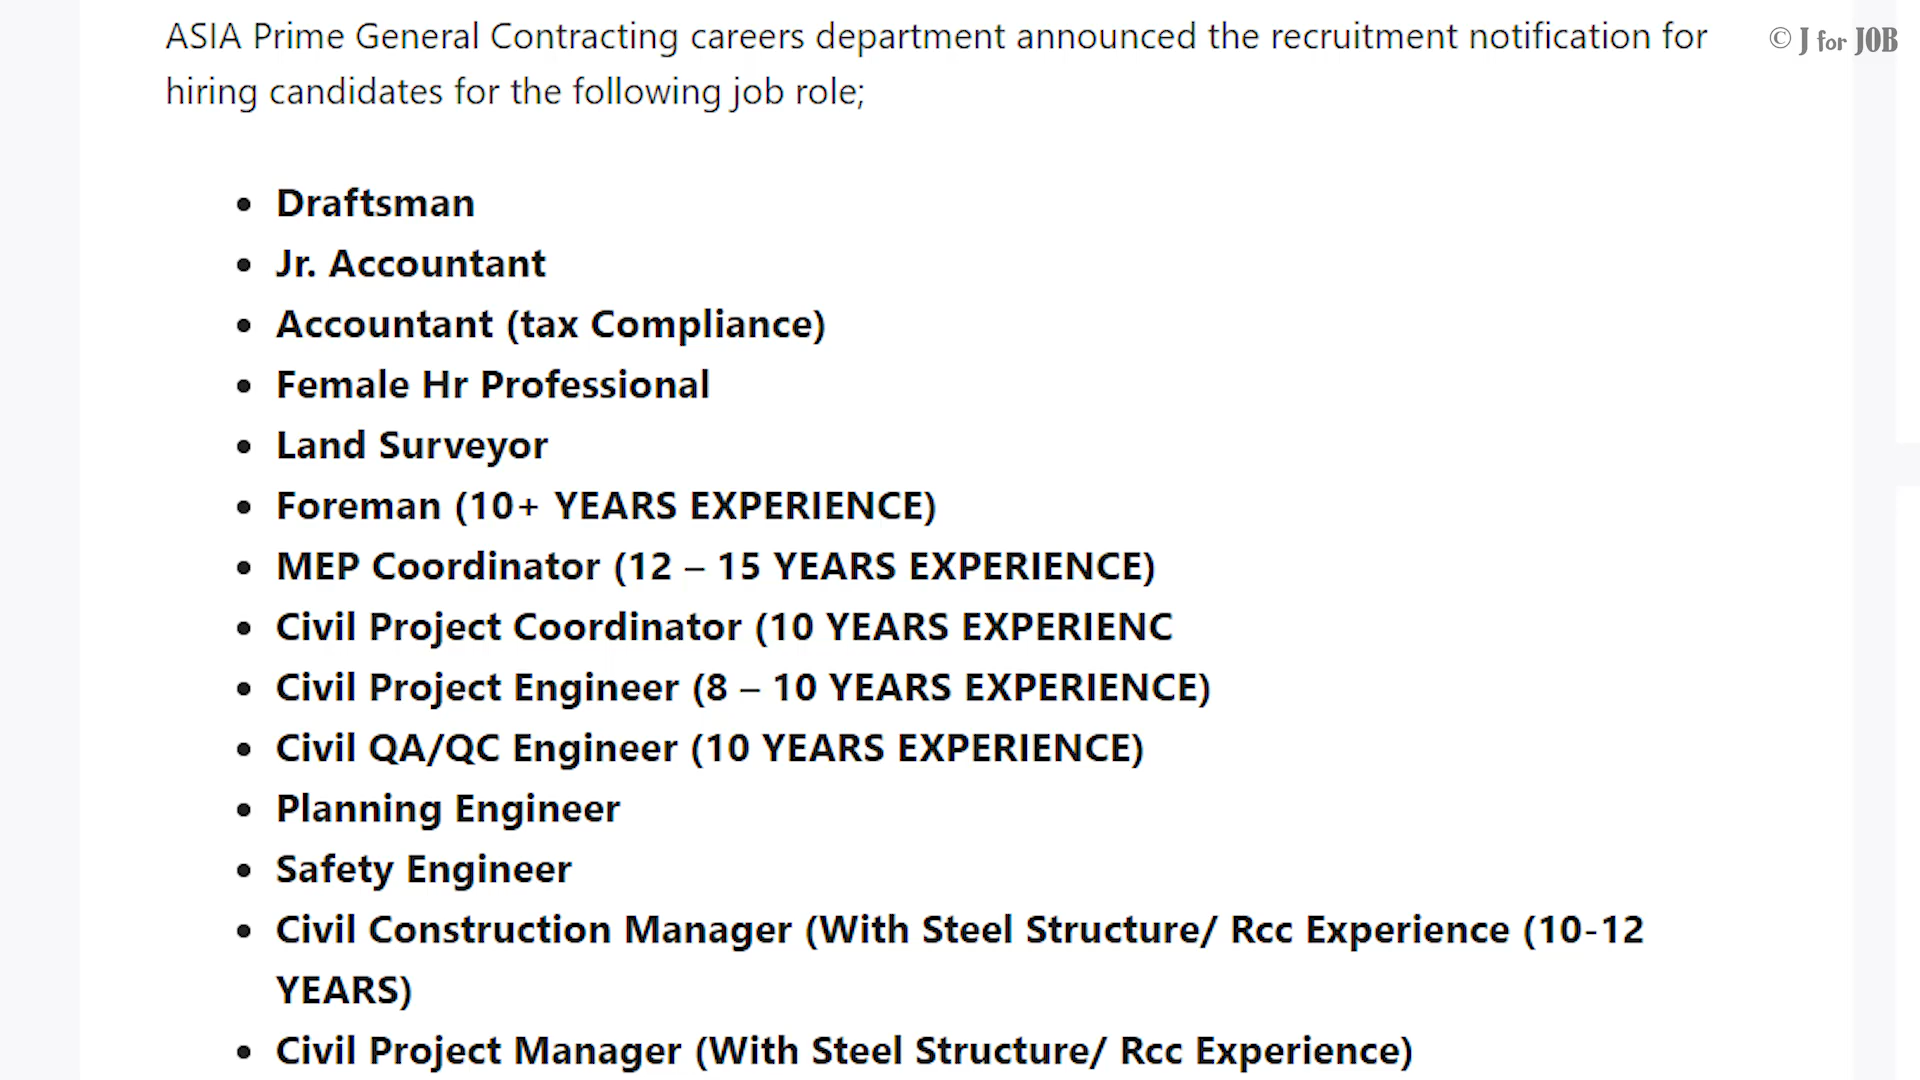 ASIA Prime General Contracting careers department announced the recruitment notification for
© J for JOB
hiring candidates for the following job role;
• Draftsman
• Jr. Accountant
• Accountant (tax Compliance)
• Female Hr Professional
• Land Surveyor
• Foreman (10+ YEARS EXPERIENCE)
• MEP Coordinator (12 – 15 YEARS EXPERIENCE)
• Civil Project Coordinator (10 YEARS EXPERIENC
• Civil Project Engineer (8 – 10 YEARS EXPERIENCE)
• Civil QA/QC Engineer (10 YEARS EXPERIENCE)
• Planning Engineer
• Safety Engineer
• Civil Construction Manager (With Steel Structure/ Rcc Experience (10-12
YEARS)
• Civil Project Manager (With Steel Structure/ Rcc Experience)